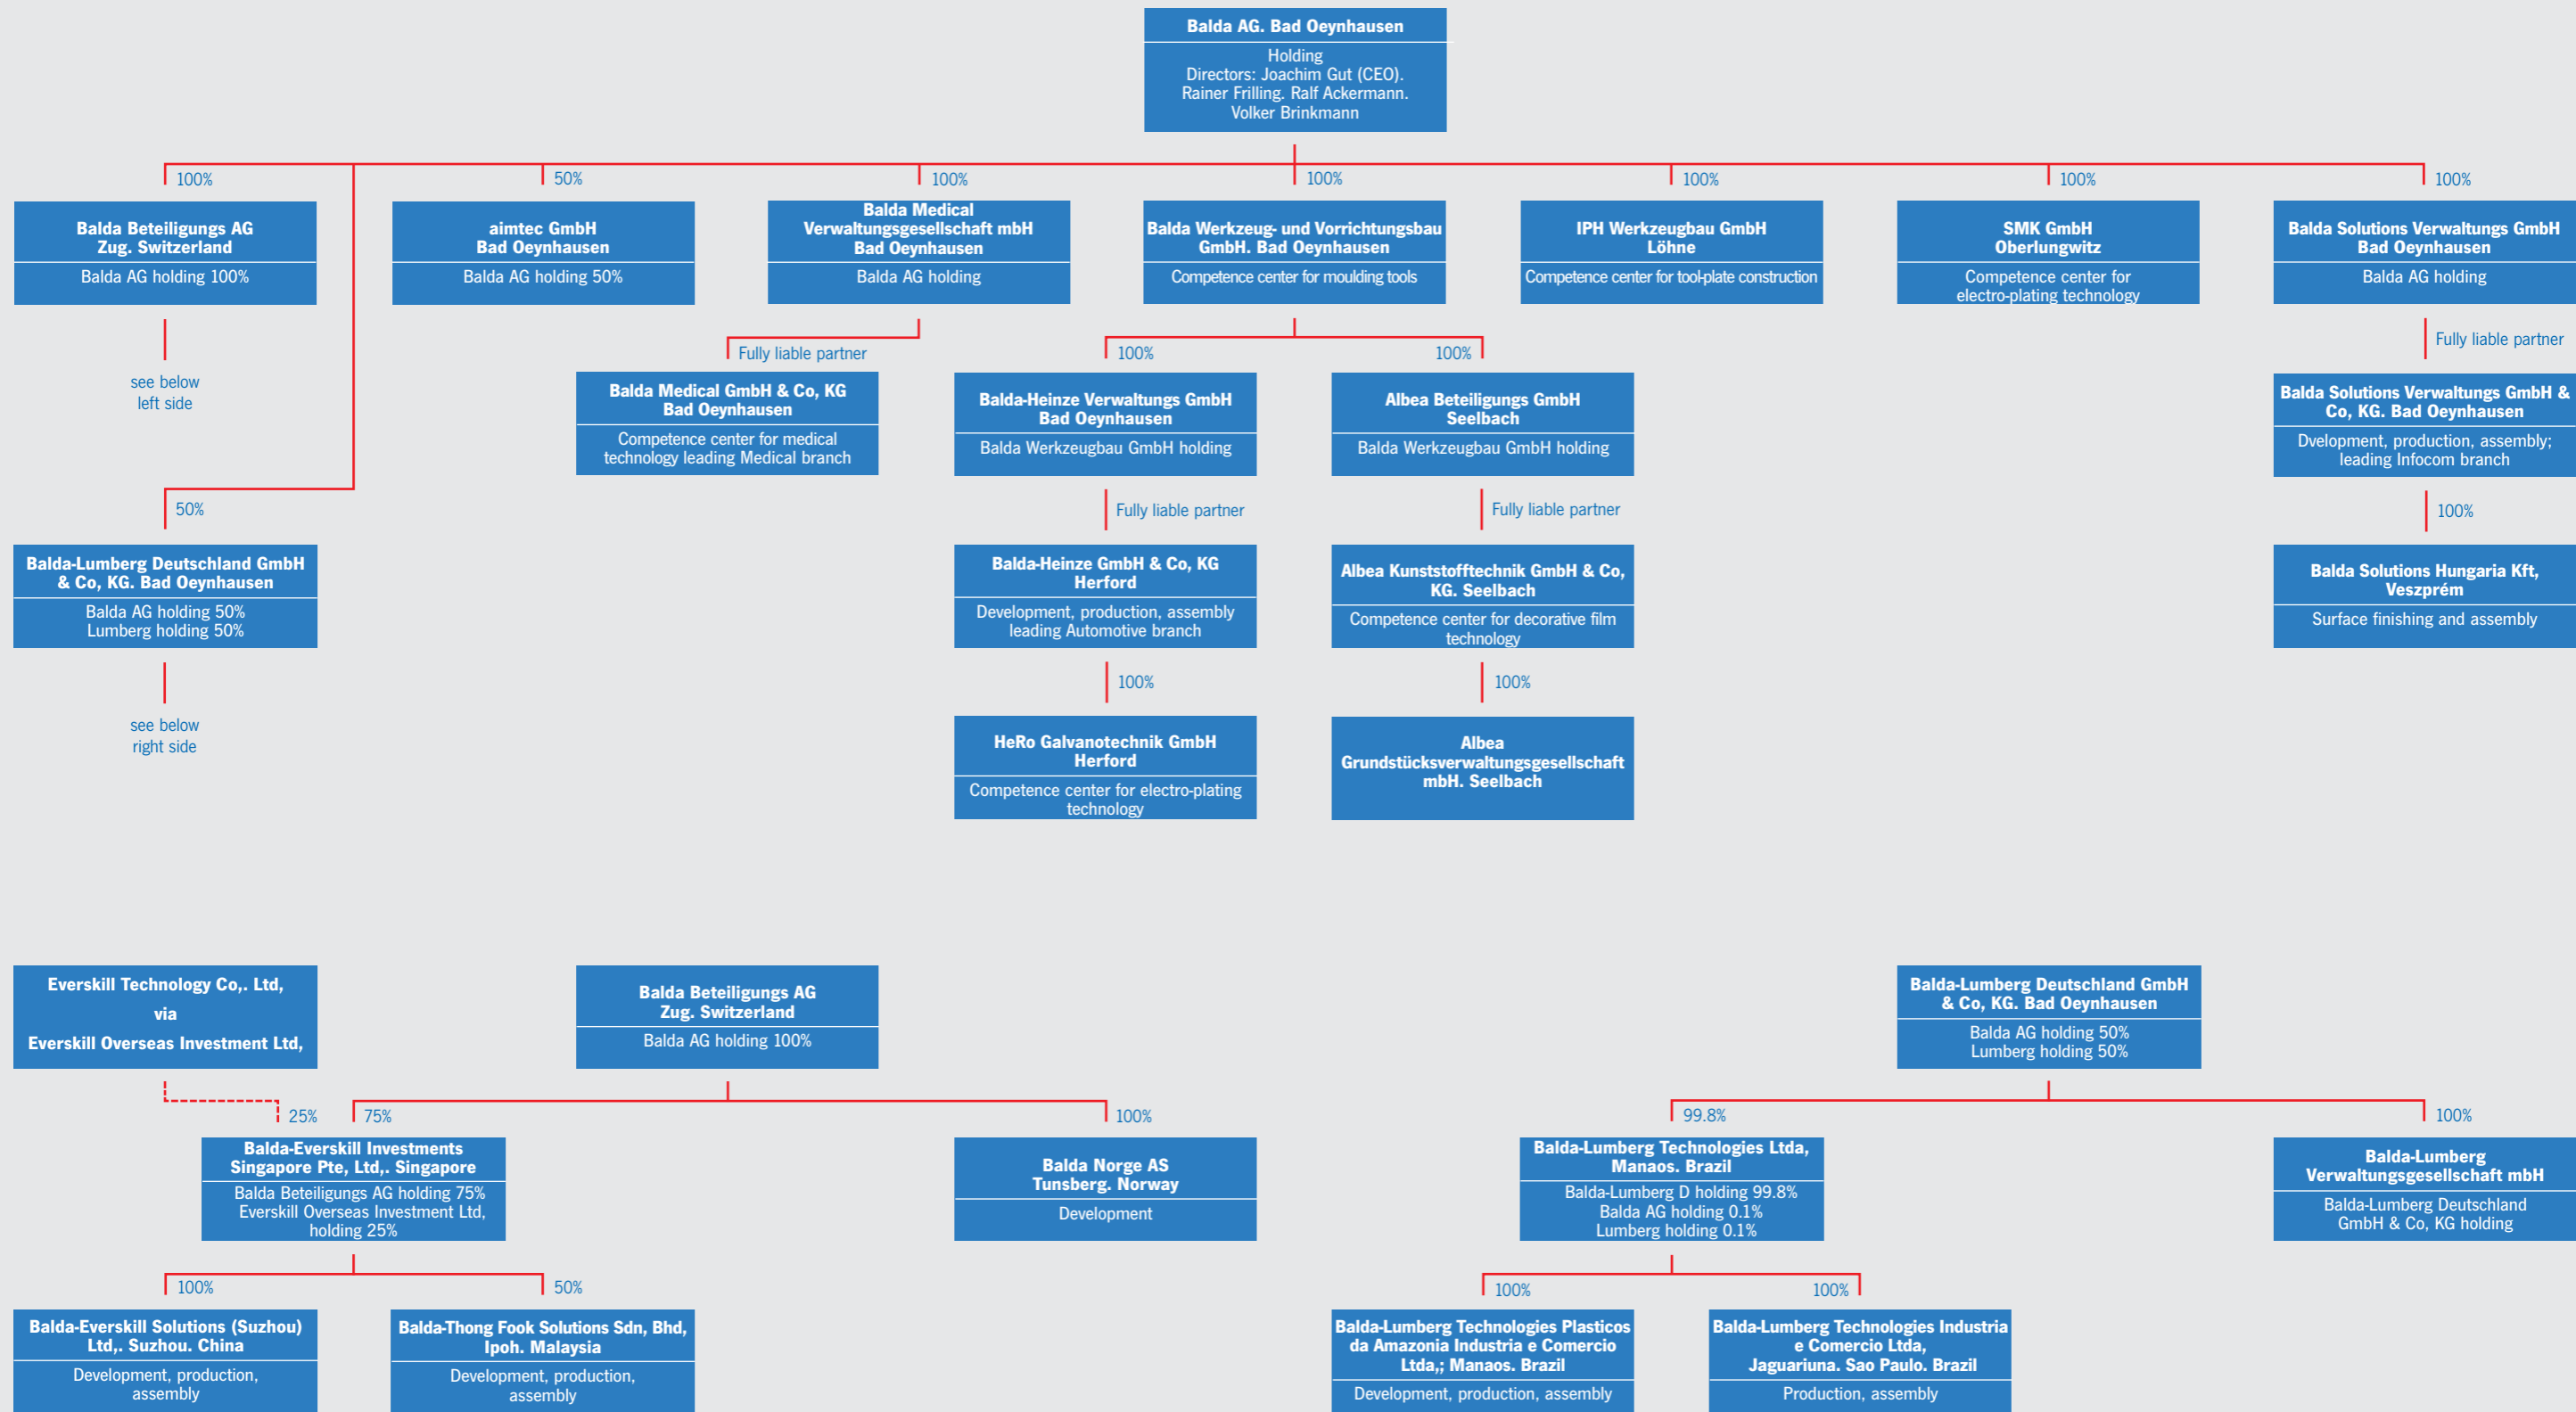 Balda AG. Bad Oeynhausen
Holding
Directors: Joachim Gut (CEO).
Rainer Frilling. Ralf Ackermann.
Volker Brinkmann
100%
50%
100%
100%
100%
100%
100%
Balda Beteiligungs AG
Zug. Switzerland
Balda AG holding 100%
see below
left side
aimtec GmbH
Bad Oeynhausen
Balda AG holding 50%
Balda Medical
Verwaltungsgesellschaft mbH
Bad Oeynhausen
Balda AG holding
Balda Werkzeug- und Vorrichtungsbau
GmbH. Bad Oeynhausen
Competence center for moulding tools
IPH Werkzeugbau GmbH
Löhne
Competence center for tool-plate construction
SMK GmbH
Oberlungwitz
Competence center for
electro-plating technology
Balda Solutions Verwaltungs GmbH
Bad Oeynhausen
Balda AG holding
Fully liable partner
Balda Medical GmbH & Co, KG
Bad Oeynhausen
Competence center for medical
technology leading Medical branch
100%
Balda-Heinze Verwaltungs GmbH
Bad Oeynhausen
Balda Werkzeugbau GmbH holding
100%
Albea Beteiligungs GmbH
Seelbach
Balda Werkzeugbau GmbH holding
Fully liable partner
Balda Solutions Verwaltungs GmbH &
Co, KG. Bad Oeynhausen
Dvelopment, production, assembly;
leading Infocom branch
50%
Balda-Lumberg Deutschland GmbH
& Co, KG. Bad Oeynhausen
Balda AG holding 50%
Lumberg holding 50%
see below
right side
Fully liable partner
Balda-Heinze GmbH & Co, KG
Herford
Development, production, assembly
leading Automotive branch
Fully liable partner
Albea Kunststofftechnik GmbH & Co,
KG. Seelbach
Competence center for decorative film
technology
100%
Balda Solutions Hungaria Kft,
Veszprém
Surface finishing and assembly
100%
HeRo Galvanotechnik GmbH
Herford
Competence center for electro-plating
technology
100%
Albea
Grundstücksverwaltungsgesellschaft
mbH. Seelbach
Everskill Technology Co,. Ltd,
via
Everskill Overseas Investment Ltd,
Balda Beteiligungs AG
Zug. Switzerland
Balda AG holding 100%
Balda-Lumberg Deutschland GmbH
& Co, KG. Bad Oeynhausen
Balda AG holding 50%
Lumberg holding 50%
25%
75%
100%
99.8%
100%
Balda-Everskill Investments
Singapore Pte, Ltd,. Singapore
Balda Beteiligungs AG holding 75%
Everskill Overseas Investment Ltd,
holding 25%
Balda Norge AS
Tunsberg. Norway
Development
Balda-Lumberg Technologies Ltda,
Manaos. Brazil
Balda-Lumberg D holding 99.8%
Balda AG holding 0.1%
Lumberg holding 0.1%
Balda-Lumberg
Verwaltungsgesellschaft mbH
Balda-Lumberg Deutschland
GmbH & Co, KG holding
100%
50%
100%
100%
Balda-Everskill Solutions (Suzhou)
Ltd,. Suzhou. China
Development, production,
assembly
Balda-Thong Fook Solutions Sdn, Bhd,
Ipoh. Malaysia
Development, production,
assembly
Balda-Lumberg Technologies Plasticos
da Amazonia Industria e Comercio
Ltda,; Manaos. Brazil
Development, production, assembly
Balda-Lumberg Technologies Industria
e Comercio Ltda,
Jaguariuna. Sao Paulo. Brazil
Production, assembly